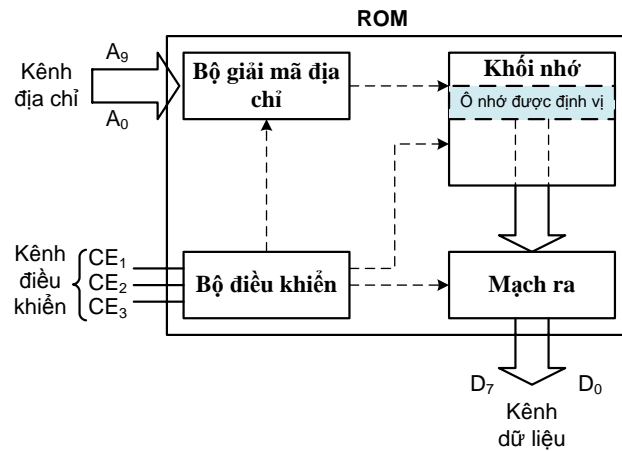 ROM
A₉
Kênh
địa chỉ
A₀
Bộ giải mã địa
chỉ
Khối nhớ
Ô nhớ được định vị
Kênh
điều
khiển
CE₁
CE₂
CE₃
Bộ điều khiển
Mạch ra
D₇
D₀
Kênh
dữ liệu